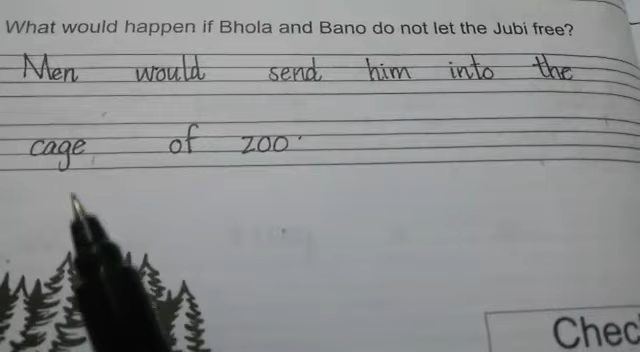 What would happen if Bhola and Bano do not let the Jubi free?
Men would send him into the
cage of zoo.
Chec